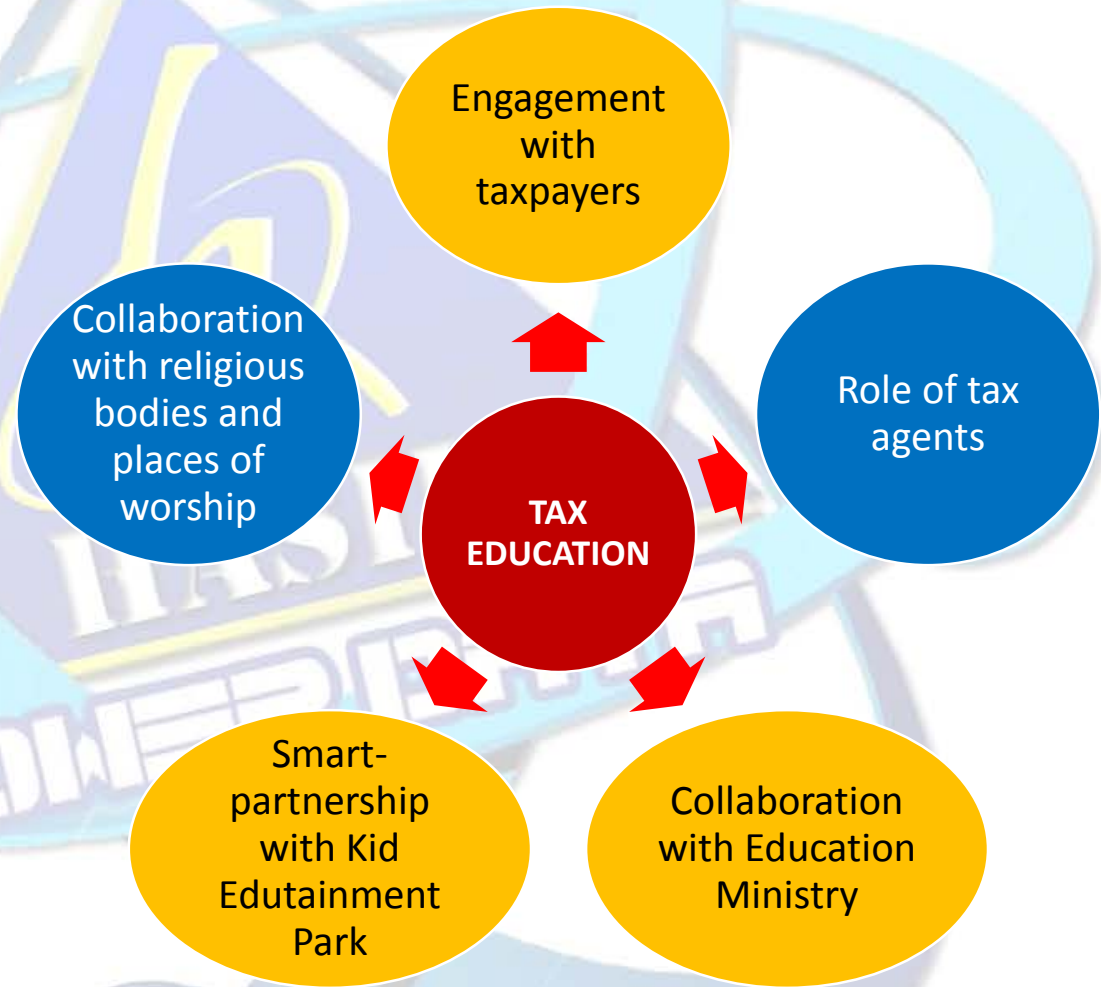 Engagement
with
taxpayers
Collaboration
with religious
bodies and
places of
worship
Role of tax
agents
TAX
EDUCATION
Smart-
partnership
with Kid
Edutainment
Park
Collaboration
with Education
Ministry